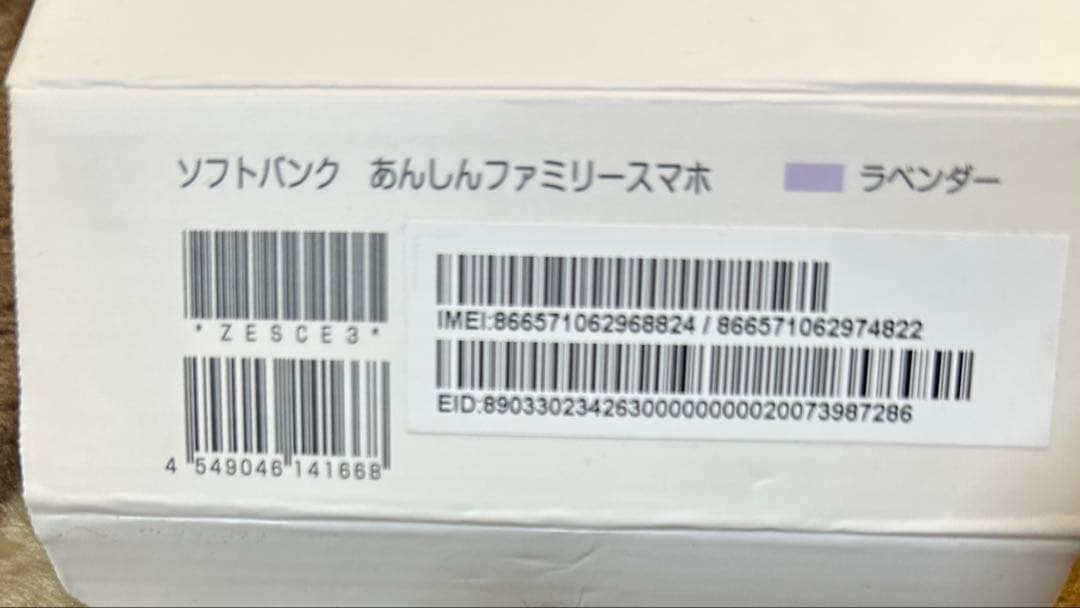 ソフトバンク あんしんファミリースマホ ラベンダー
*ZESCE3*
4 549046 141668
IMEI:866571062968824 / 866571062974822
EID:89033023426300000000020073987286